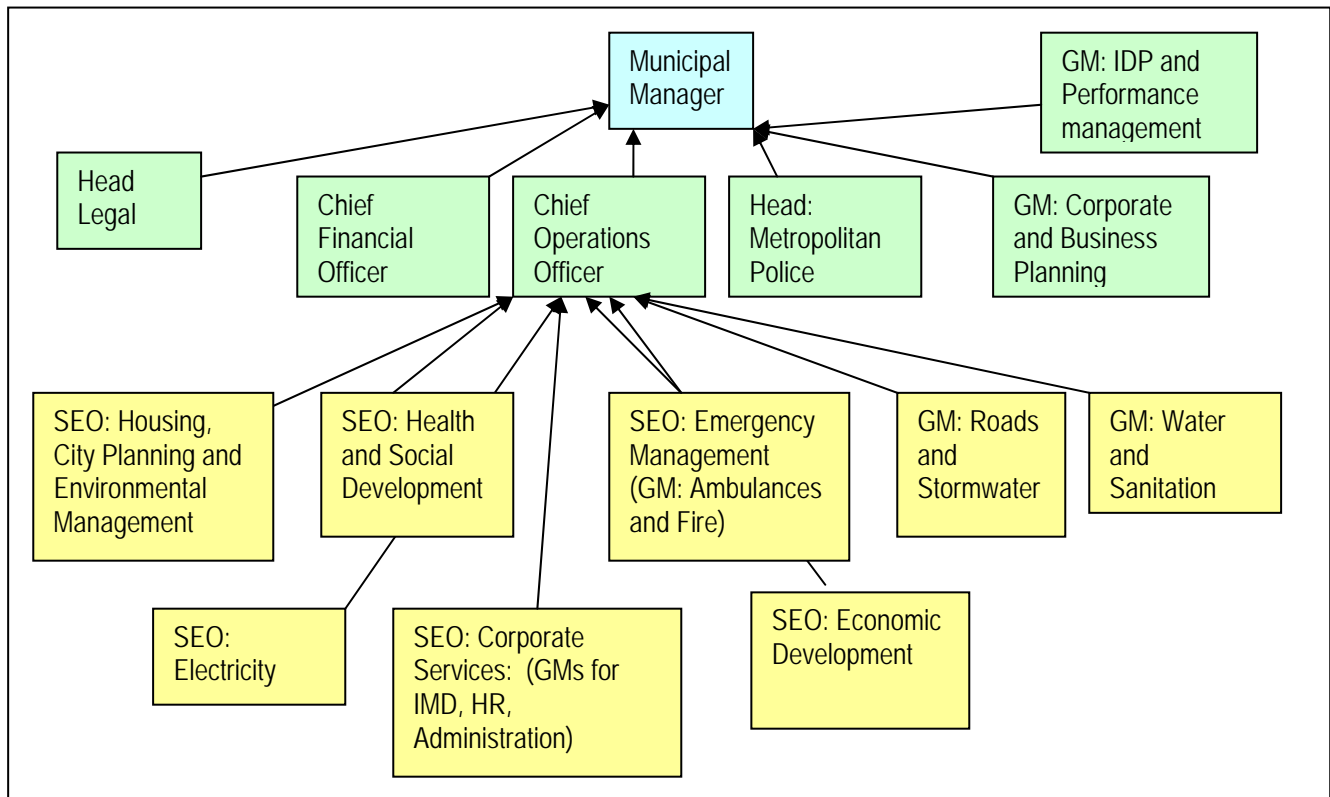 Municipal
Manager
GM: IDP and
Performance
management
Head
Legal
Chief
Financial
Officer
Chief
Operations
Officer
Head:
Metropolitan
Police
GM: Corporate
and Business
Planning
SEO: Housing,
City Planning and
Environmental
Management
SEO: Health
and Social
Development
SEO: Emergency
Management
(GM: Ambulances
and Fire)
GM: Roads
and
Stormwater
GM: Water
and
Sanitation
SEO:
Electricity
SEO: Corporate
Services:  (GMs for
IMD, HR,
Administration)
SEO: Economic
Development